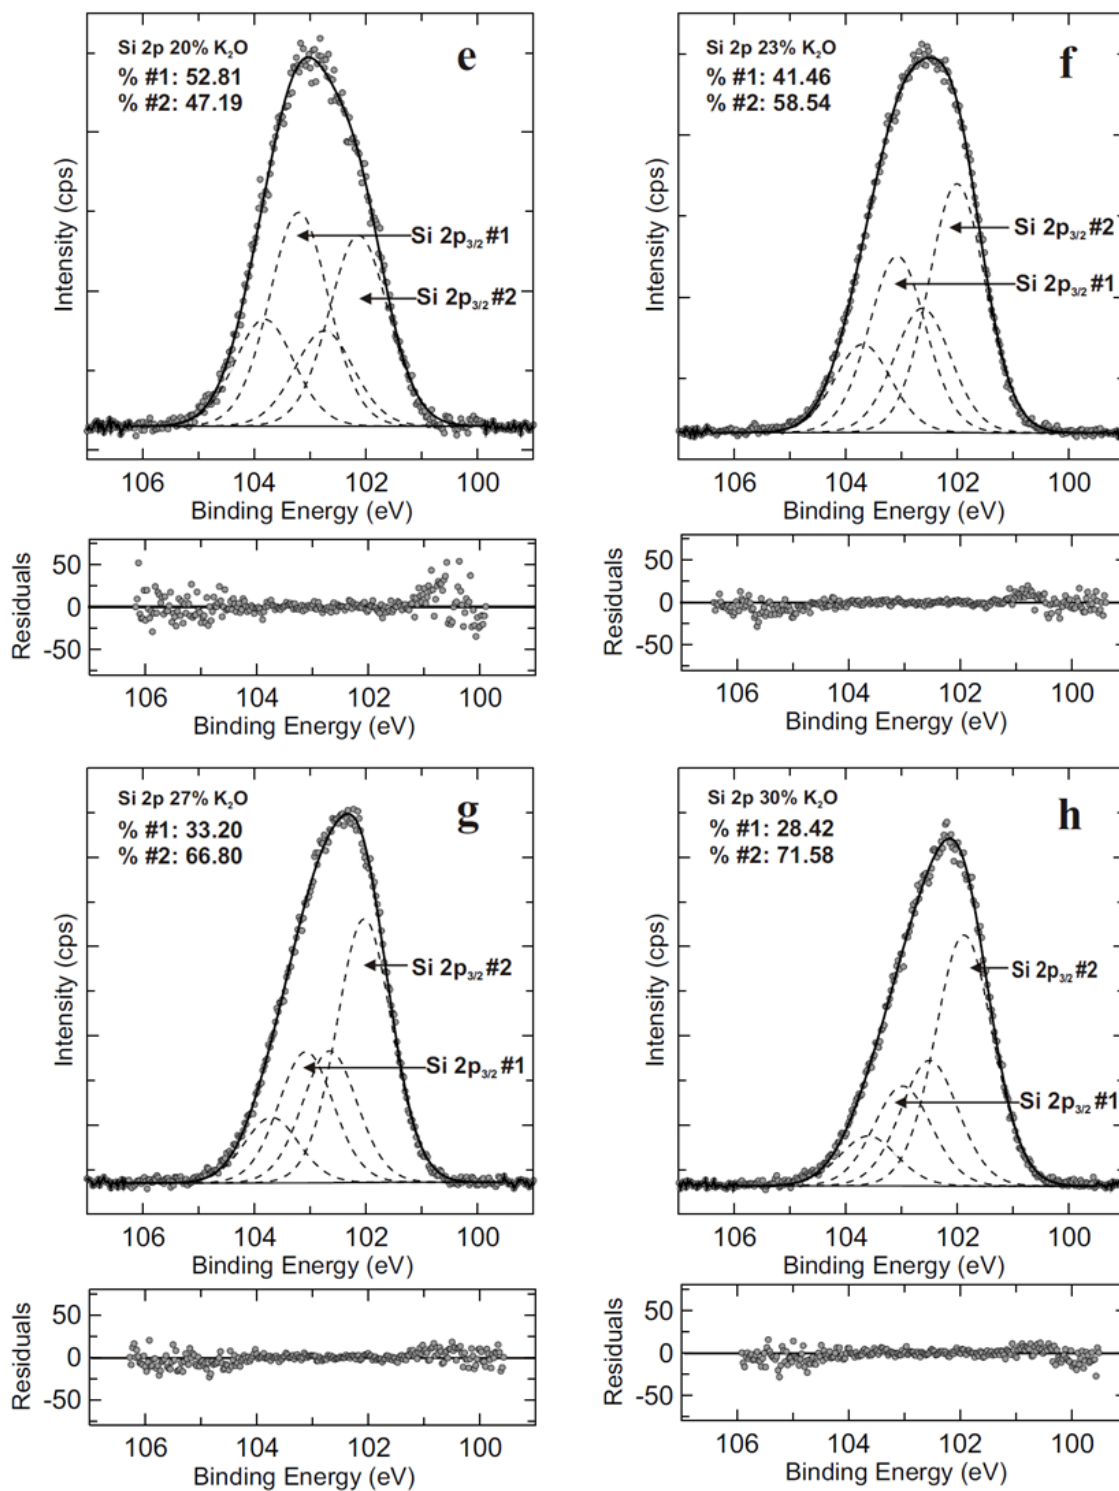 Si 2p 20% K₂O
% #1: 52.81
% #2: 47.19
e
Si 2p₃/₂ #1
Si 2p₃/₂ #2
Intensity (cps)
106 104 102 100
Binding Energy (eV)
50
0
-50
Residuals
106 104 102 100
Binding Energy (eV)
Si 2p 23% K₂O
% #1: 41.46
% #2: 58.54
f
Si 2p₃/₂ #2
Si 2p₃/₂ #1
Intensity (cps)
106 104 102 100
Binding Energy (eV)
50
0
-50
Residuals
106 104 102 100
Binding Energy (eV)
Si 2p 27% K₂O
% #1: 33.20
% #2: 66.80
g
Si 2p₃/₂ #2
Si 2p₃/₂ #1
Intensity (cps)
106 104 102 100
Binding Energy (eV)
50
0
-50
Residuals
106 104 102 100
Binding Energy (eV)
Si 2p 30% K₂O
% #1: 28.42
% #2: 71.58
h
Si 2p₃/₂ #2
Si 2p₃/₂ #1
Intensity (cps)
106 104 102 100
Binding Energy (eV)
50
0
-50
Residuals
106 104 102 100
Binding Energy (eV)